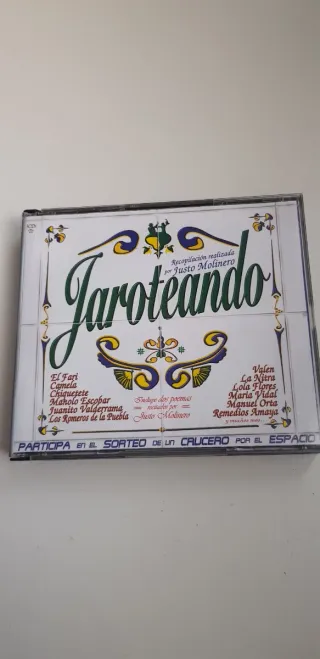 Recopilación realizada
por Justo Molinero
Jaroteando
El Fari
Camela
Chiquetete
Manolo Escobar
Juanito Valderrama
Los Romeros de la Puebla
Incluye dos poemas
recitados por
Justo Molinero
Valen
La Nitra
Lola Flores
María Vidal
Manuel Orta
Remedios Amaya
y muchos más...
PARTICIPA EN EL SORTEO DE UN CRUCERO POR EL ESPACIO